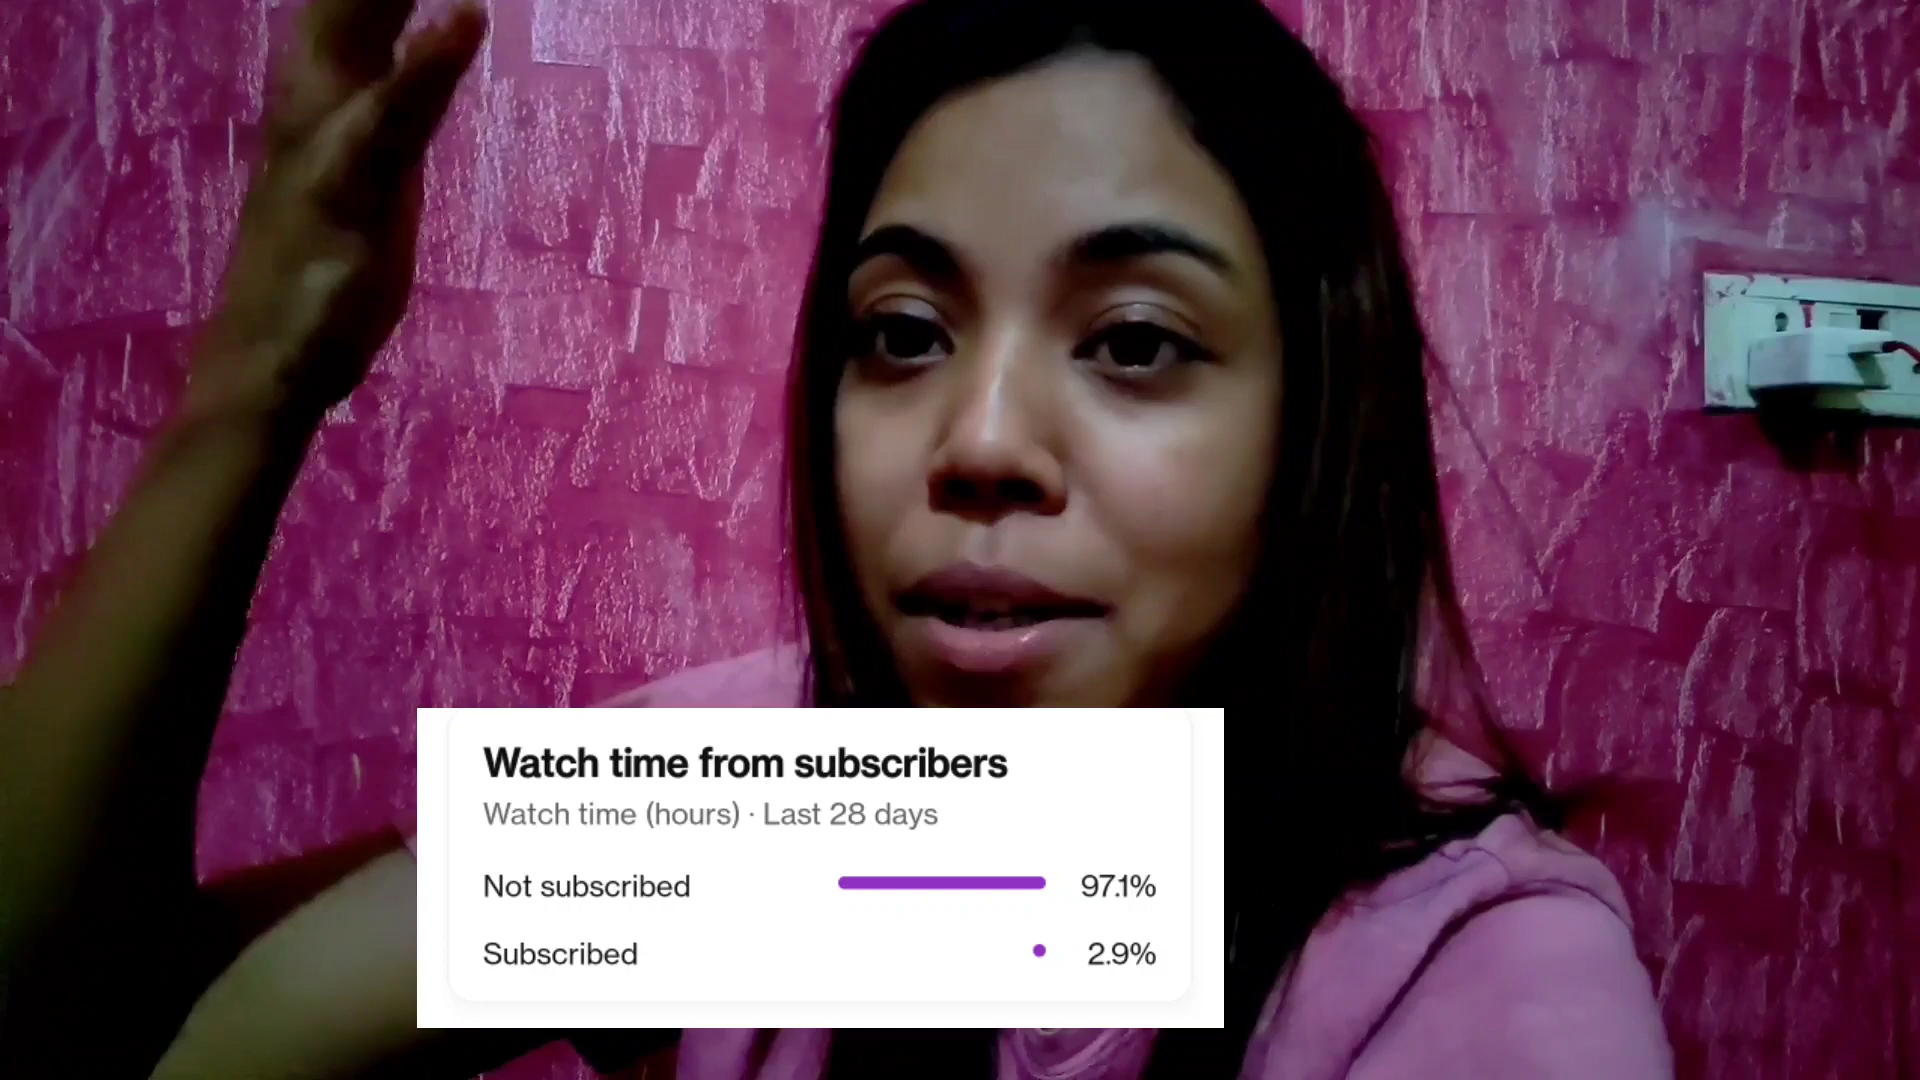 Watch time from subscribers
Watch time (hours) · Last 28 days
Not subscribed 97.1%
Subscribed 2.9%